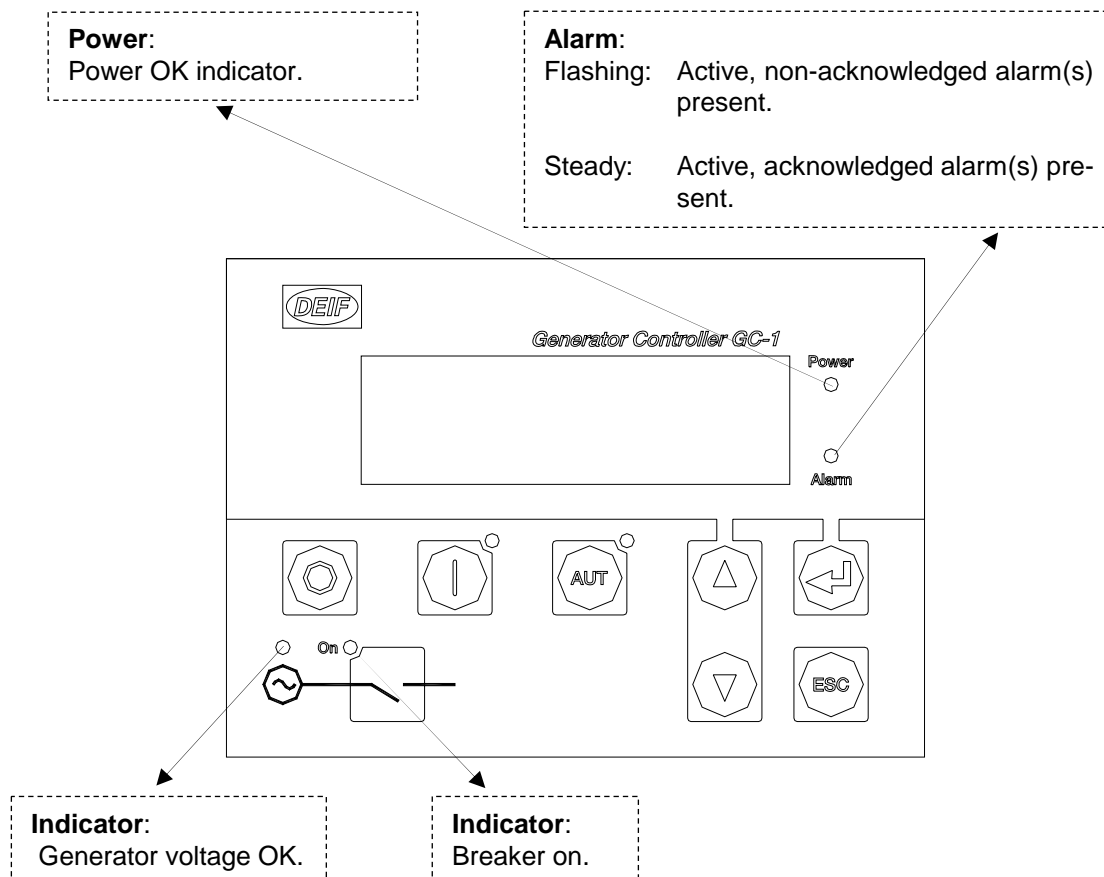 Power:
Power OK indicator.
Alarm:
Flashing: Active, non-acknowledged alarm(s)
present.
Steady: Active, acknowledged alarm(s) pre-
sent.
DEIF
Generator Controller GC-1
Power
Alarm
AUT
On
ESC
Indicator:
Generator voltage OK.
Indicator:
Breaker on.